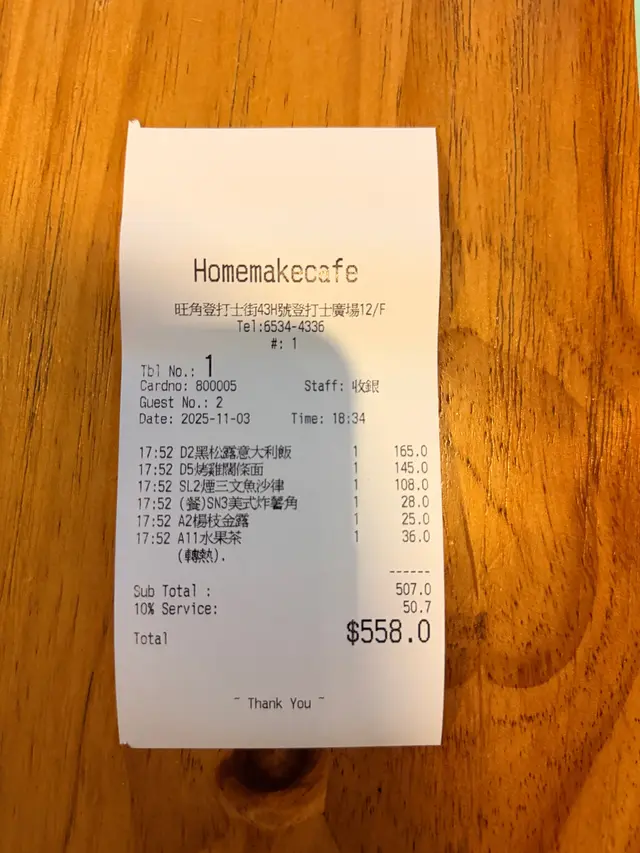 Homemakecafe
旺角登打士街43H號登打士廣場12/F
Tel:6534-4336
#: 1
Tbl No.: 1
Cardno: 800005 Staff: 收銀
Guest No.: 2
Date: 2025-11-03 Time: 18:34
17:52 D2黑松露意大利飯 1 165.0
17:52 D5烤雞闊條面 1 145.0
17:52 SL2煙三文魚沙律 1 108.0
17:52 (餐)SN3美式炸薯角 1 28.0
17:52 A2楊枝金露 1 25.0
17:52 A11水果茶 1 36.0
(轉熱).
------
Sub Total : 507.0
10% Service: 50.7
Total $558.0
~ Thank You ~